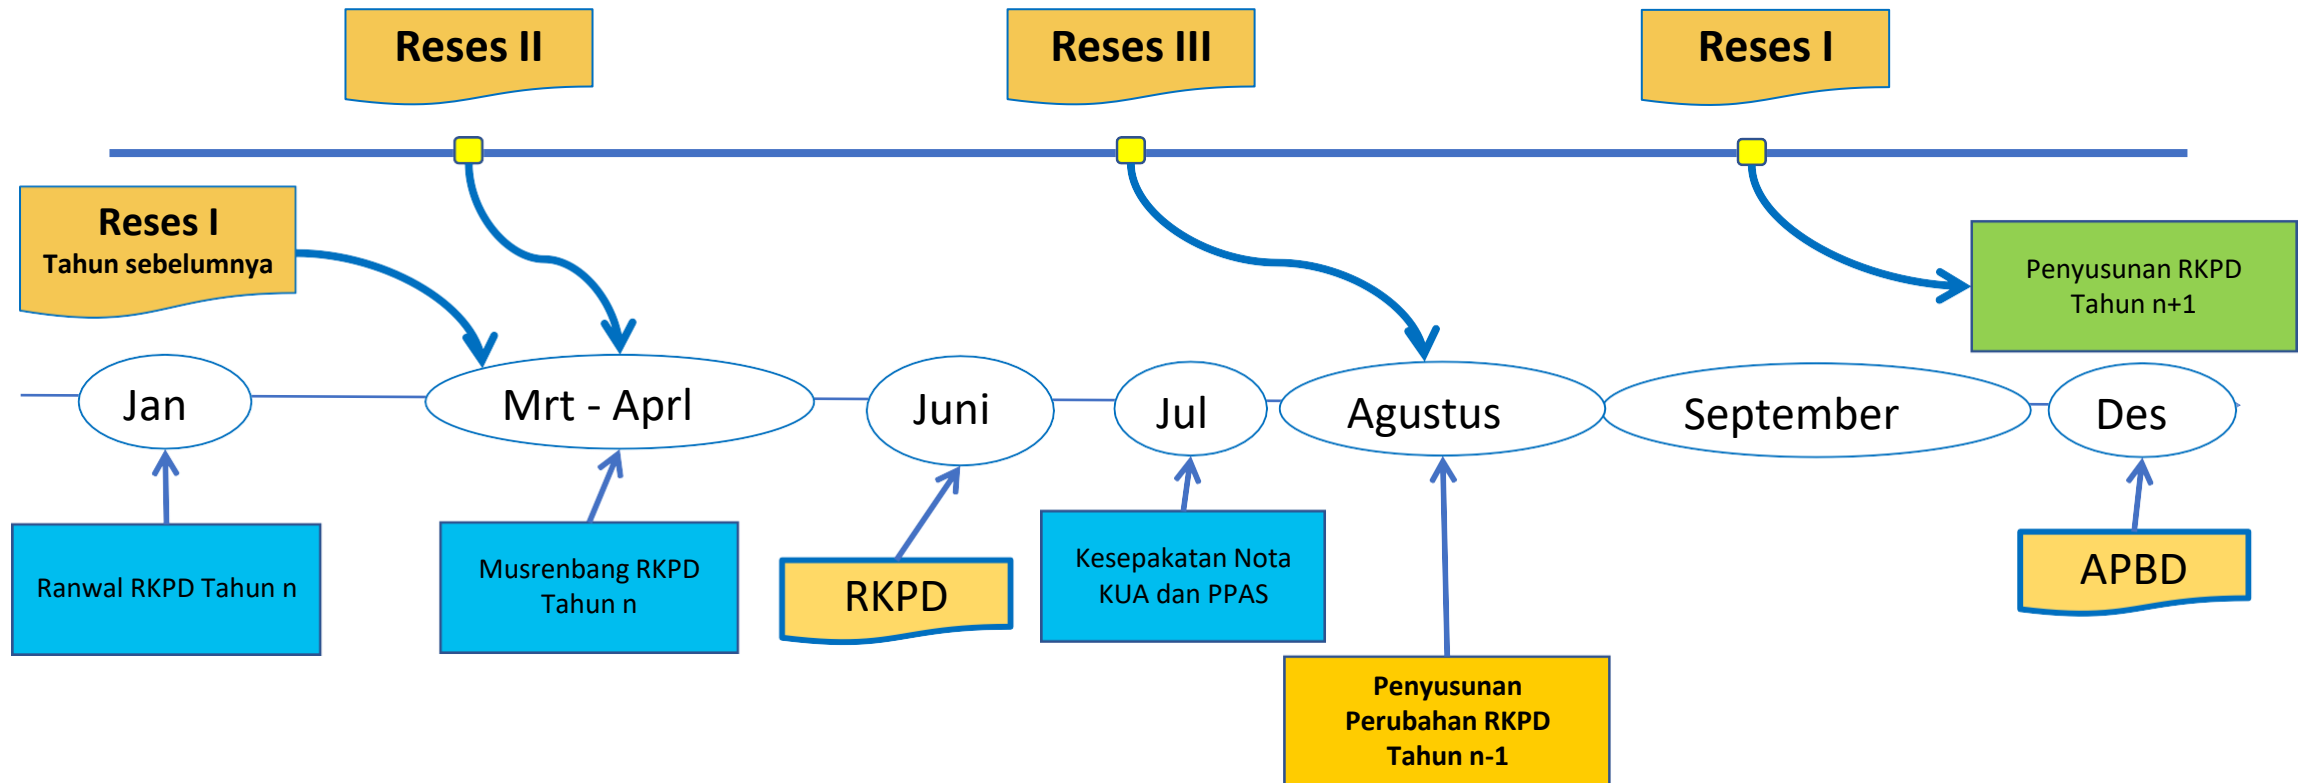 Reses II
Reses III
Reses I
Reses I
Tahun sebelumnya
Penyusunan RKPD
Tahun n+1
Jan
Mrt - Aprl
Juni
Jul
Agustus
September
Des
Ranwal RKPD Tahun n
Musrenbang RKPD
Tahun n
RKPD
Kesepakatan Nota
KUA dan PPAS
APBD
Penyusunan
Perubahan RKPD
Tahun n-1